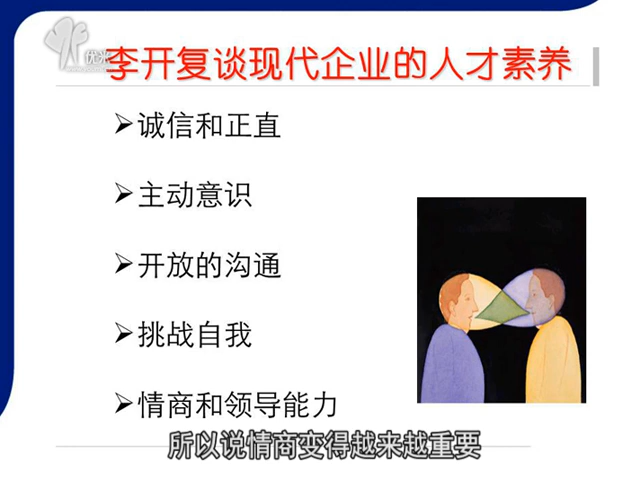 优米
李开复谈现代企业的人才素养
➢诚信和正直
➢主动意识
➢开放的沟通
➢挑战自我
➢情商和领导能力
所以说情商变得越来越重要